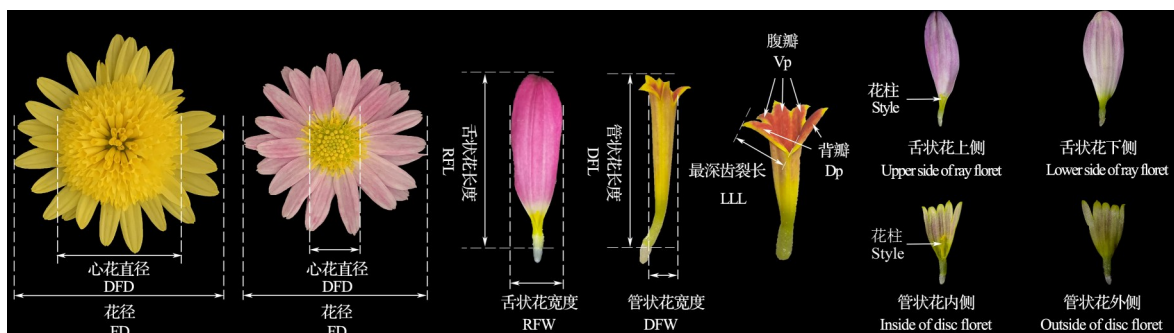 心花直径
DFD
花径
FD
心花直径
DFD
花径
FD
舌状花长度
RFL
舌状花宽度
RFW
管状花长度
DFL
管状花宽度
DFW
腹瓣
Vp
背瓣
Dp
最深齿裂长
LLL
花柱
Style
舌状花上侧
Upper side of ray floret
舌状花下侧
Lower side of ray floret
花柱
Style
管状花内侧
Inside of disc floret
管状花外侧
Outside of disc floret